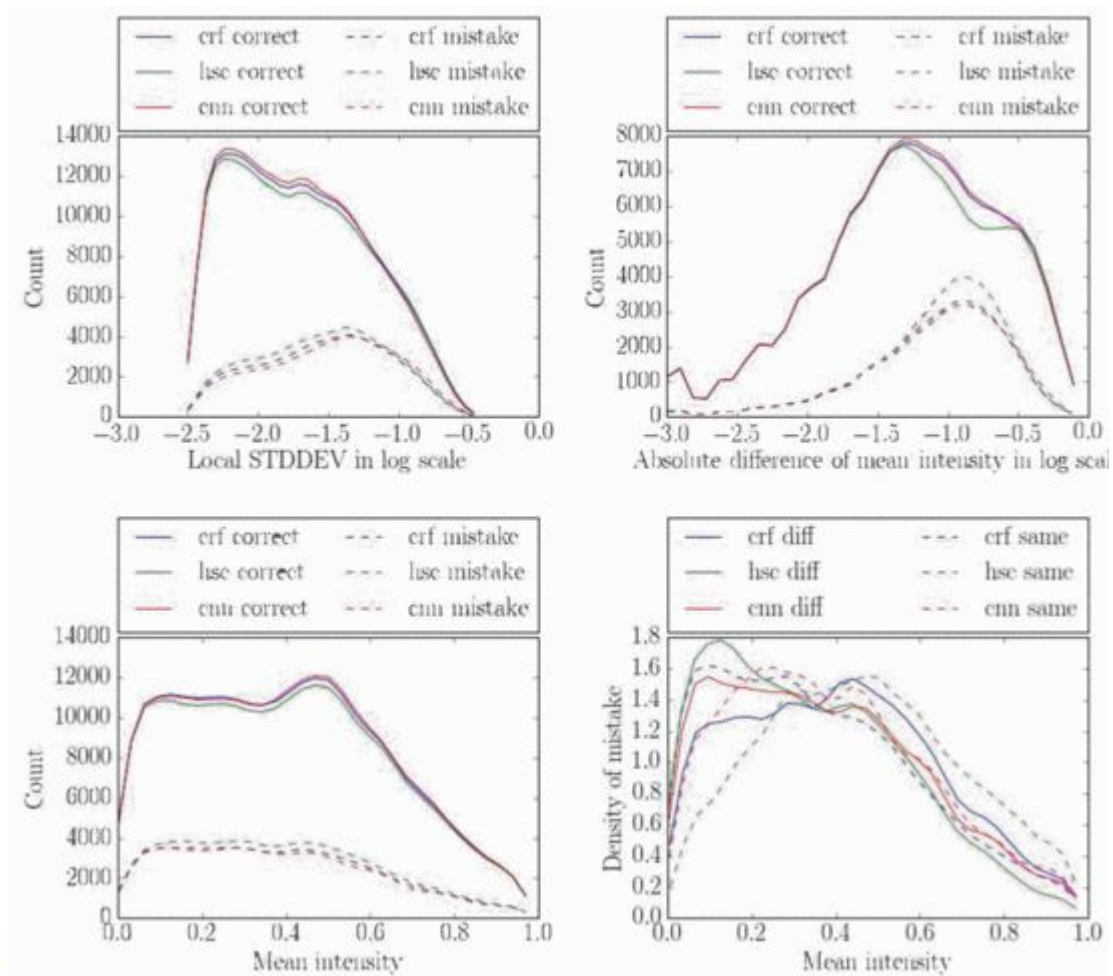 crf correct crf mistake
hsc correct hsc mistake
cnn correct cnn mistake
14000
12000
10000
8000
6000
4000
2000
0
Count
−3.0 −2.5 −2.0 −1.5 −1.0 −0.5 0.0
Local STDDEV in log scale
crf correct crf mistake
hsc correct hsc mistake
cnn correct cnn mistake
8000
7000
6000
5000
4000
3000
2000
1000
0
Count
−3.0 −2.5 −2.0 −1.5 −1.0 −0.5 0.0
Absolute difference of mean intensity in log scal
crf correct crf mistake
hsc correct hsc mistake
cnn correct cnn mistake
14000
12000
10000
8000
6000
4000
2000
0
Count
0.0 0.2 0.4 0.6 0.8 1.0
Mean intensity
crf diff crf same
hsc diff hsc same
cnn diff cnn same
1.8
1.6
1.4
1.2
1.0
0.8
0.6
0.4
0.2
0.0
Density of mistake
0.0 0.2 0.4 0.6 0.8 1.0
Mean intensity